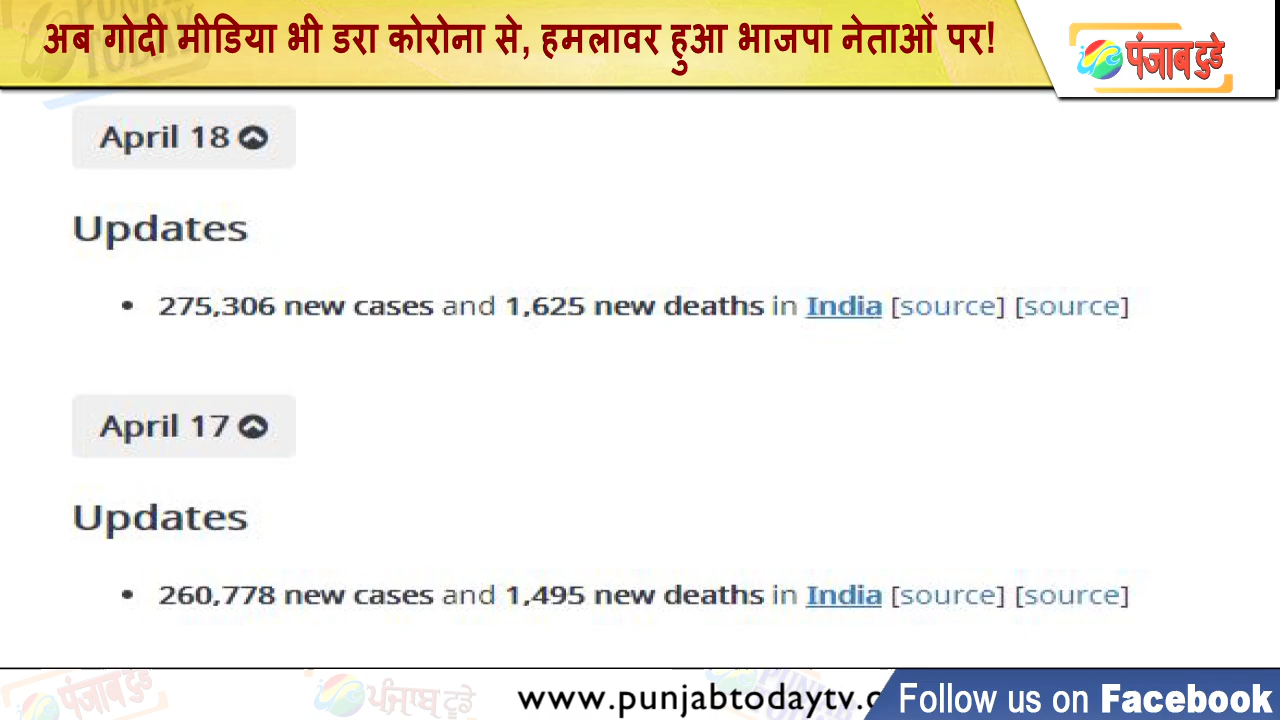 अब गोदी मीडिया भी डरा कोरोना से, हमलावर हुआ भाजपा नेताओं पर!
पंजाब टुडे
April 18
Updates
• 275,306 new cases and 1,625 new deaths in India [source] [source]
April 17
Updates
• 260,778 new cases and 1,495 new deaths in India [source] [source]
पंजाब टुडे
ਪੰਜਾਬ ਟੁਡੇ
www.punjabtodaytv.c
Follow us on Facebook